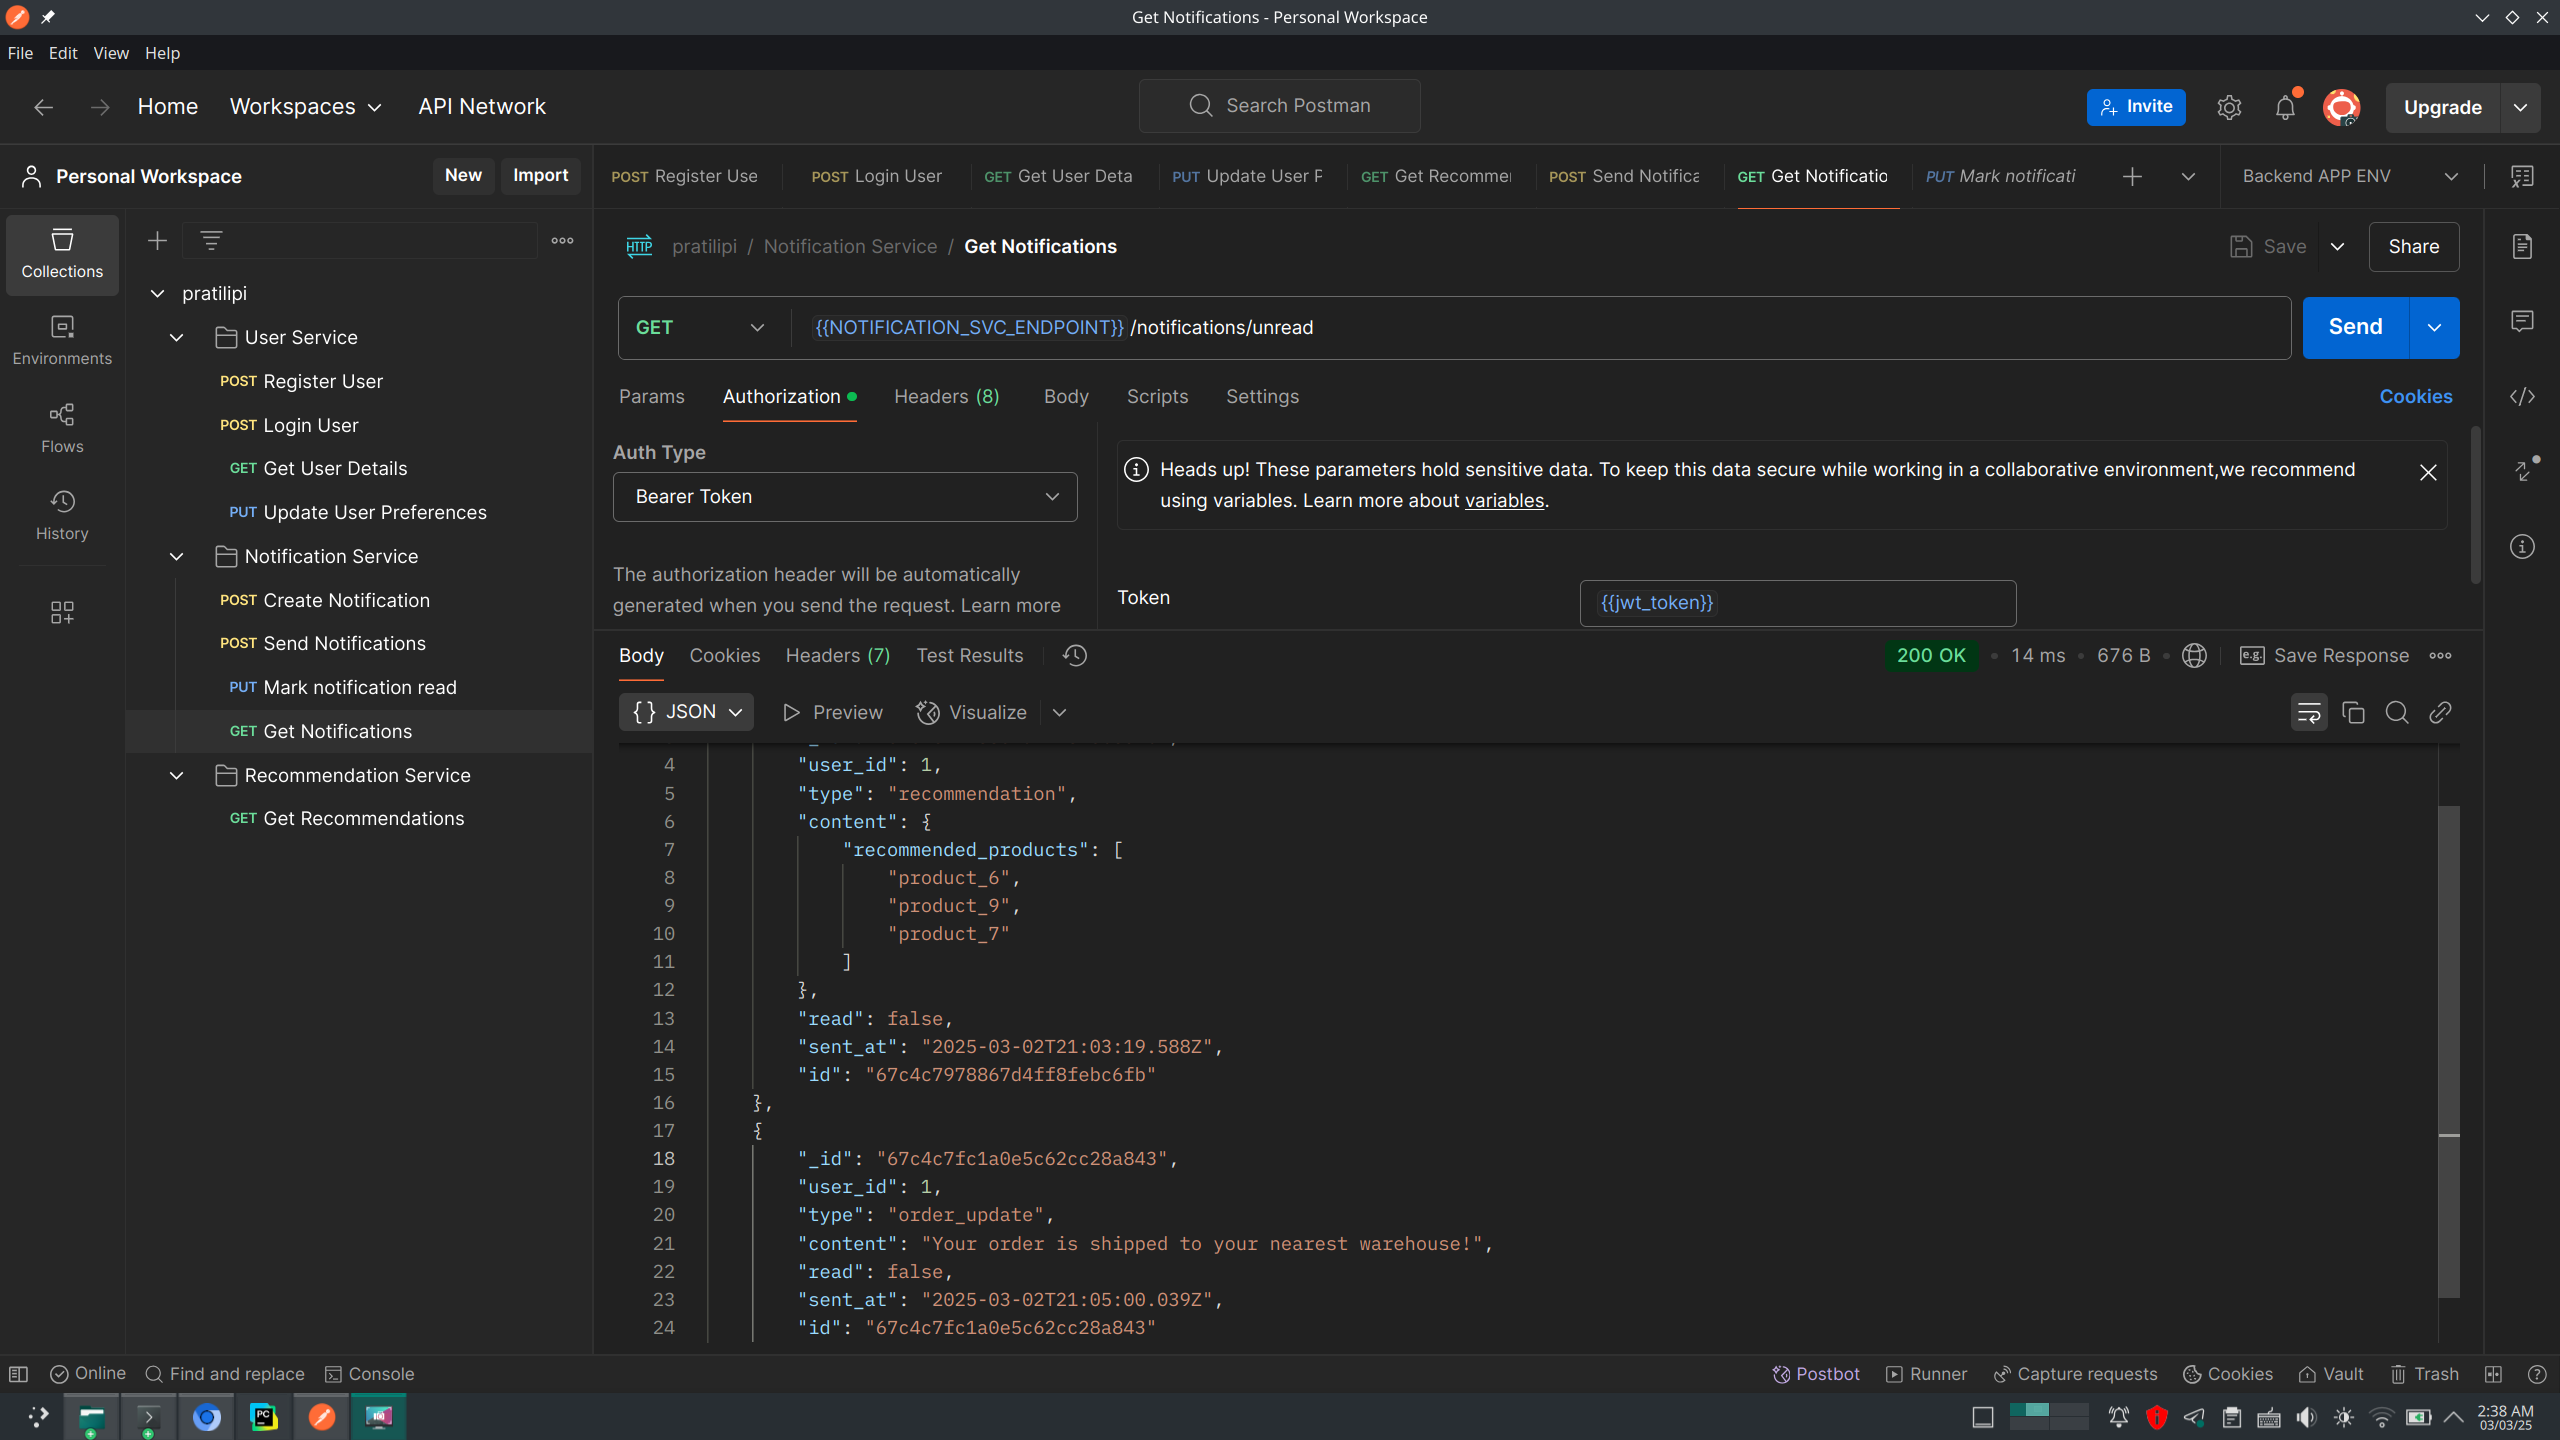 Get Notifications - Personal Workspace
File Edit View Help
Home Workspaces API Network
Search Postman
Invite
Upgrade
Personal Workspace
New Import
POST Register Use
POST Login User
GET Get User Deta
PUT Update User P
GET Get Recommen
POST Send Notifica
GET Get Notificatio
PUT Mark notificati
Backend APP ENV
Collections
Environments
Flows
History
pratilipi
User Service
POST Register User
POST Login User
GET Get User Details
PUT Update User Preferences
Notification Service
POST Create Notification
POST Send Notifications
PUT Mark notification read
GET Get Notifications
Recommendation Service
GET Get Recommendations
HTTP pratilipi / Notification Service / Get Notifications
Save Share
GET {{NOTIFICATION_SVC_ENDPOINT}} /notifications/unread
Send
Params Authorization Headers (8) Body Scripts Settings
Cookies
Auth Type
Bearer Token
The authorization header will be automatically
generated when you send the request. Learn more
Heads up! These parameters hold sensitive data. To keep this data secure while working in a collaborative environment,we recommend
using variables. Learn more about variables.
Token {{jwt_token}}
Body Cookies Headers (7) Test Results
200 OK • 14 ms • 676 B
e.g. Save Response
{} JSON Preview Visualize
4 "user_id": 1,
5 "type": "recommendation",
6 "content": {
7 "recommended_products": [
8 "product_6",
9 "product_9",
10 "product_7"
11 ]
12 },
13 "read": false,
14 "sent_at": "2025-03-02T21:03:19.588Z",
15 "id": "67c4c7978867d4ff8febc6fb"
16 },
17 {
18 "_id": "67c4c7fc1a0e5c62cc28a843",
19 "user_id": 1,
20 "type": "order_update",
21 "content": "Your order is shipped to your nearest warehouse!",
22 "read": false,
23 "sent_at": "2025-03-02T21:05:00.039Z",
24 "id": "67c4c7fc1a0e5c62cc28a843"
Online Find and replace Console
Postbot Runner Capture requests Cookies Vault Trash
PC
2:38 AM
03/03/25